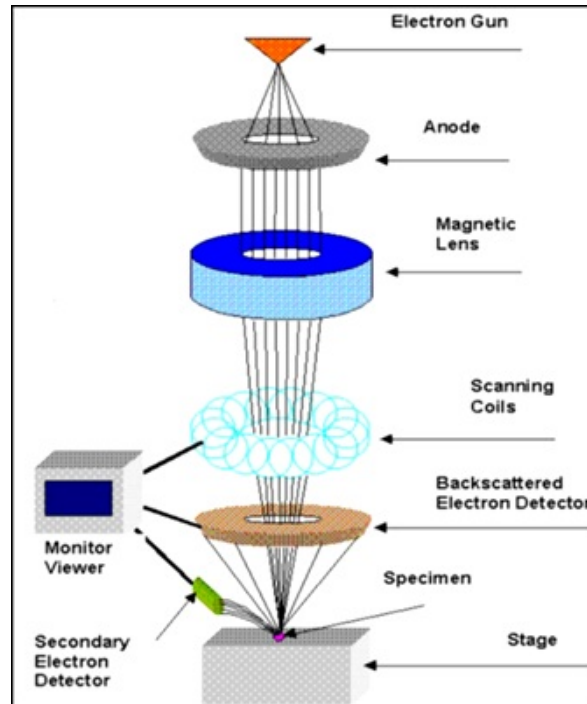 Electron Gun
Anode
Magnetic
Lens
Scanning
Coils
Backscattered
Electron Detector
Monitor
Viewer
Specimen
Secondary
Electron
Detector
Stage